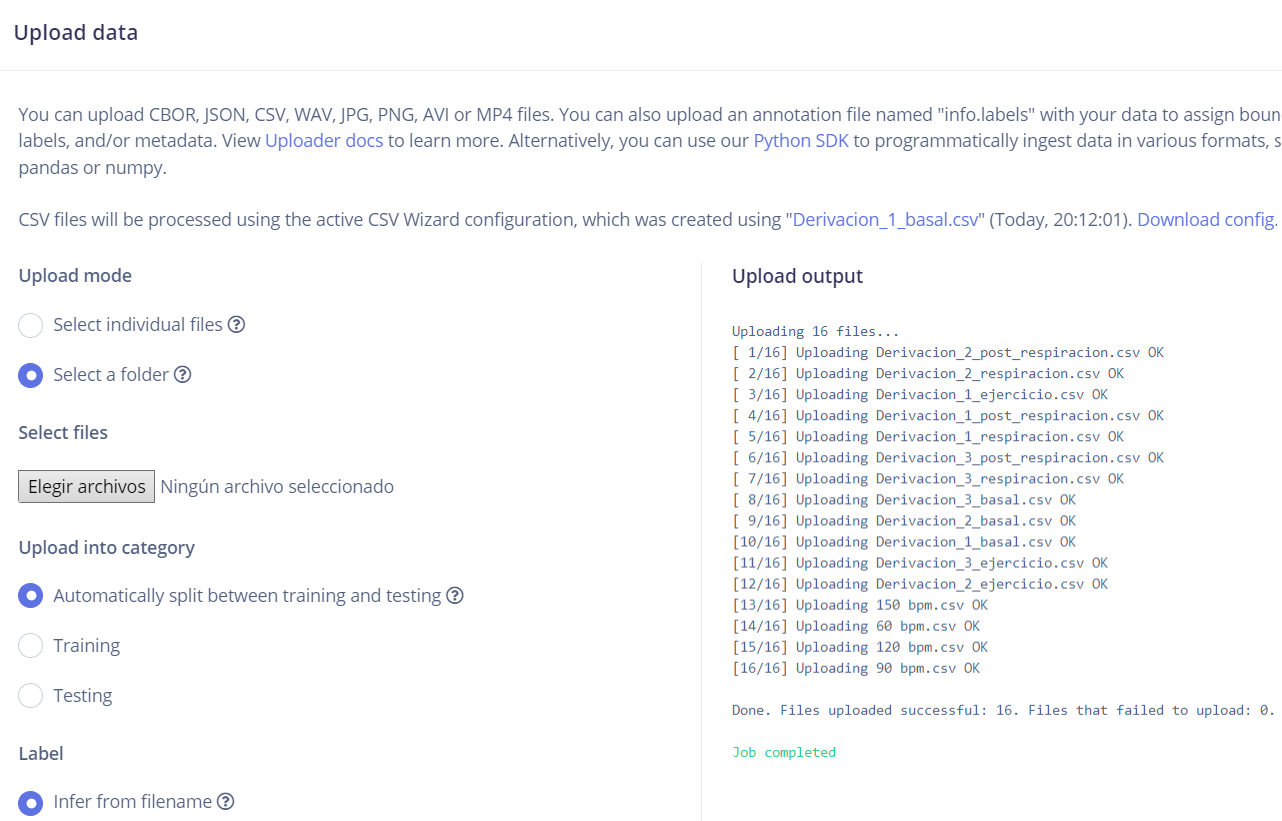 Upload data
You can upload CBOR, JSON, CSV, WAV, JPG, PNG, AVI or MP4 files. You can also upload an annotation file named "info.labels" with your data to assign
labels, and/or metadata. View Uploader docs to learn more. Alternatively, you can use our Python SDK to programmatically ingest data in various formats,
pandas or numpy.
CSV files will be processed using the active CSV Wizard configuration, which was created using "Derivacion_1_basal.csv" (Today, 20:12:01). Download config.
Upload mode
Select individual files
Select a folder
Select files
Elegir archivos Ningún archivo seleccionado
Upload into category
Automatically split between training and testing
Training
Testing
Label
Infer from filename
Upload output
Uploading 16 files...
[ 1/16] Uploading Derivacion_2_post_respiracion.csv OK
[ 2/16] Uploading Derivacion_2_respiracion.csv OK
[ 3/16] Uploading Derivacion_1_ejercicio.csv OK
[ 4/16] Uploading Derivacion_1_post_respiracion.csv OK
[ 5/16] Uploading Derivacion_1_respiracion.csv OK
[ 6/16] Uploading Derivacion_3_post_respiracion.csv OK
[ 7/16] Uploading Derivacion_3_respiracion.csv OK
[ 8/16] Uploading Derivacion_3_basal.csv OK
[ 9/16] Uploading Derivacion_2_basal.csv OK
[10/16] Uploading Derivacion_1_basal.csv OK
[11/16] Uploading Derivacion_3_ejercicio.csv OK
[12/16] Uploading Derivacion_2_ejercicio.csv OK
[13/16] Uploading 150 bpm.csv OK
[14/16] Uploading 60 bpm.csv OK
[15/16] Uploading 120 bpm.csv OK
[16/16] Uploading 90 bpm.csv OK
Done. Files uploaded successful: 16. Files that failed to upload: 0.
Job completed